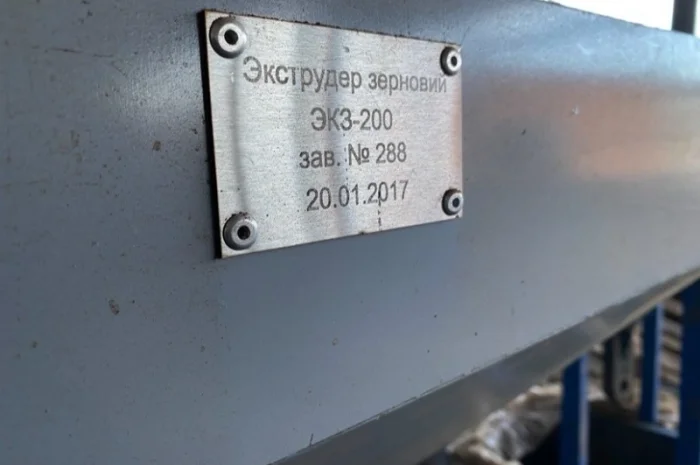 Экструдер зерновий
ЭКЗ-200
зав. № 288
20.01.2017